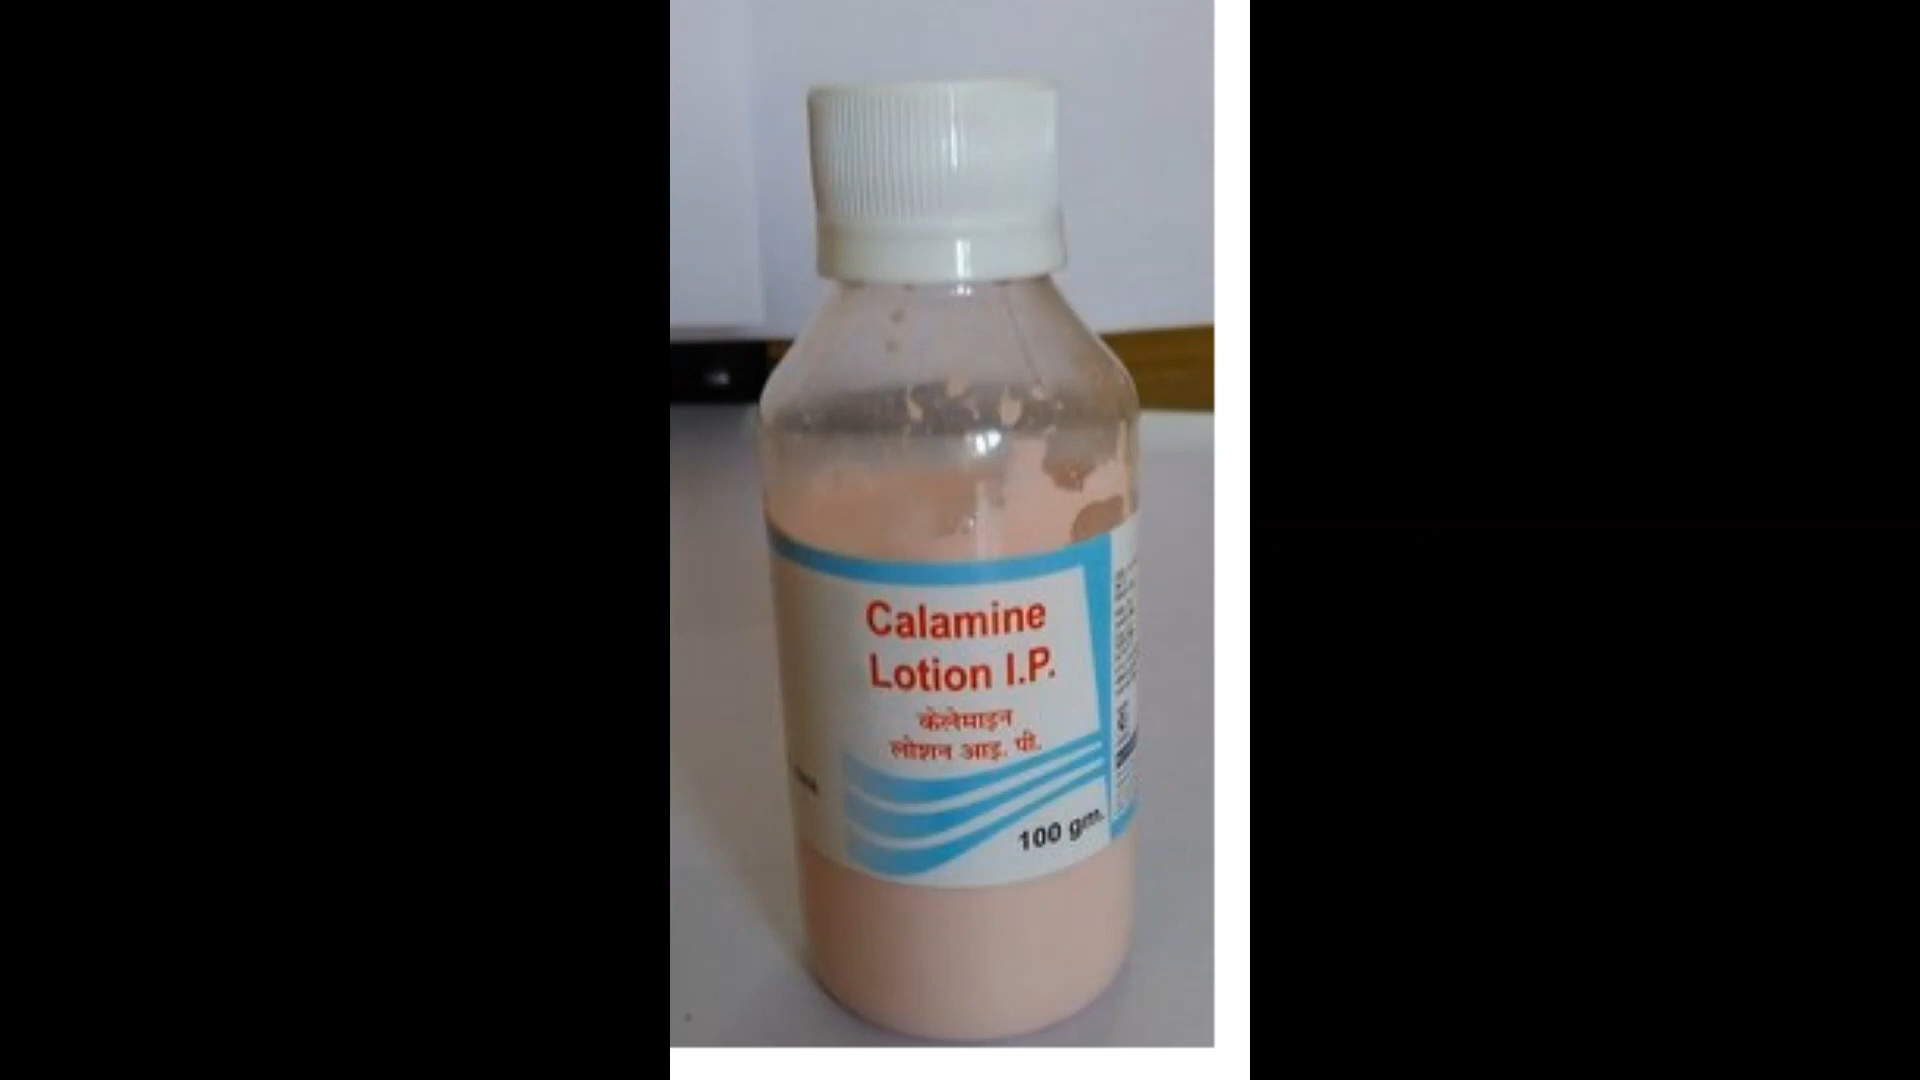 Calamine
Lotion I.P.
केलेमाइन
लोशन आइ. पी.
100 gm.